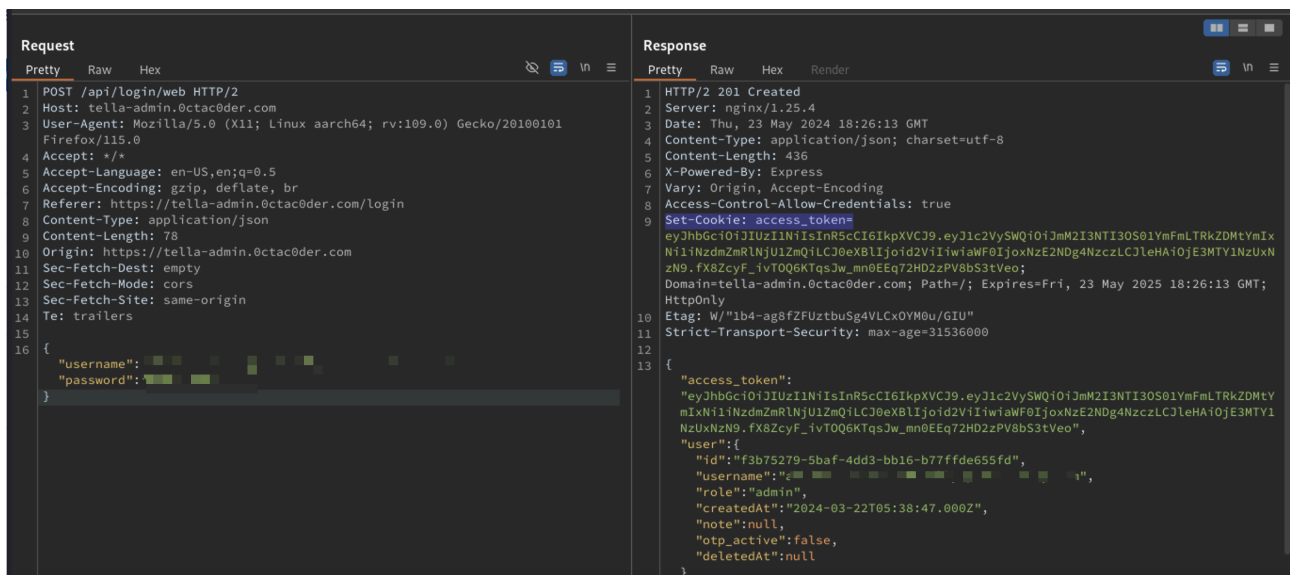 Request
Pretty Raw Hex \n
1 POST /api/login/web HTTP/2
2 Host: tella-admin.0ctac0der.com
3 User-Agent: Mozilla/5.0 (X11; Linux aarch64; rv:109.0) Gecko/20100101
Firefox/115.0
4 Accept: */*
5 Accept-Language: en-US,en;q=0.5
6 Accept-Encoding: gzip, deflate, br
7 Referer: https://tella-admin.0ctac0der.com/login
8 Content-Type: application/json
9 Content-Length: 78
10 Origin: https://tella-admin.0ctac0der.com
11 Sec-Fetch-Dest: empty
12 Sec-Fetch-Mode: cors
13 Sec-Fetch-Site: same-origin
14 Te: trailers
15
16 {
"username":
"password":"
}
Response
Pretty Raw Hex Render \n
1 HTTP/2 201 Created
2 Server: nginx/1.25.4
3 Date: Thu, 23 May 2024 18:26:13 GMT
4 Content-Type: application/json; charset=utf-8
5 Content-Length: 436
6 X-Powered-By: Express
7 Vary: Origin, Accept-Encoding
8 Access-Control-Allow-Credentials: true
9 Set-Cookie: access_token=
eyJhbGciOiJIUzI1NiIsInR5cCI6IkpXVCJ9.eyJ1c2VySWQiOiJmM2I3NTI3OS01YmFmLTRkZDMtYmIx
Ni1iNzdmZmRlNjU1ZmQiLCJ0eXBlIjoid2ViIiwiaWF0IjoxNzE2NDg4NzczLCJleHAiOjE3MTY1NzUxN
zN9.fX8ZcyF_ivTOQ6KTqsJw_mn0EEq72HD2zPV8bS3tVeo;
Domain=tella-admin.0ctac0der.com; Path=/; Expires=Fri, 23 May 2025 18:26:13 GMT;
HttpOnly
10 Etag: W/"1b4-ag8fZFUztbuSg4VLCxOYM0u/GIU"
11 Strict-Transport-Security: max-age=31536000
12
13 {
"access_token":
"eyJhbGciOiJIUzI1NiIsInR5cCI6IkpXVCJ9.eyJ1c2VySWQiOiJmM2I3NTI3OS01YmFmLTRkZDMtY
mIxNi1iNzdmZmRlNjU1ZmQiLCJ0eXBlIjoid2ViIiwiaWF0IjoxNzE2NDg4NzczLCJleHAiOjE3MTY1
NzUxNzN9.fX8ZcyF_ivTOQ6KTqsJw_mn0EEq72HD2zPV8bS3tVeo",
"user":{
"id":"f3b75279-5baf-4dd3-bb16-b77ffde655fd",
"username":"
"role":"admin",
"createdAt":"2024-03-22T05:38:47.000Z",
"note":null,
"otp_active":false,
"deletedAt":null
}